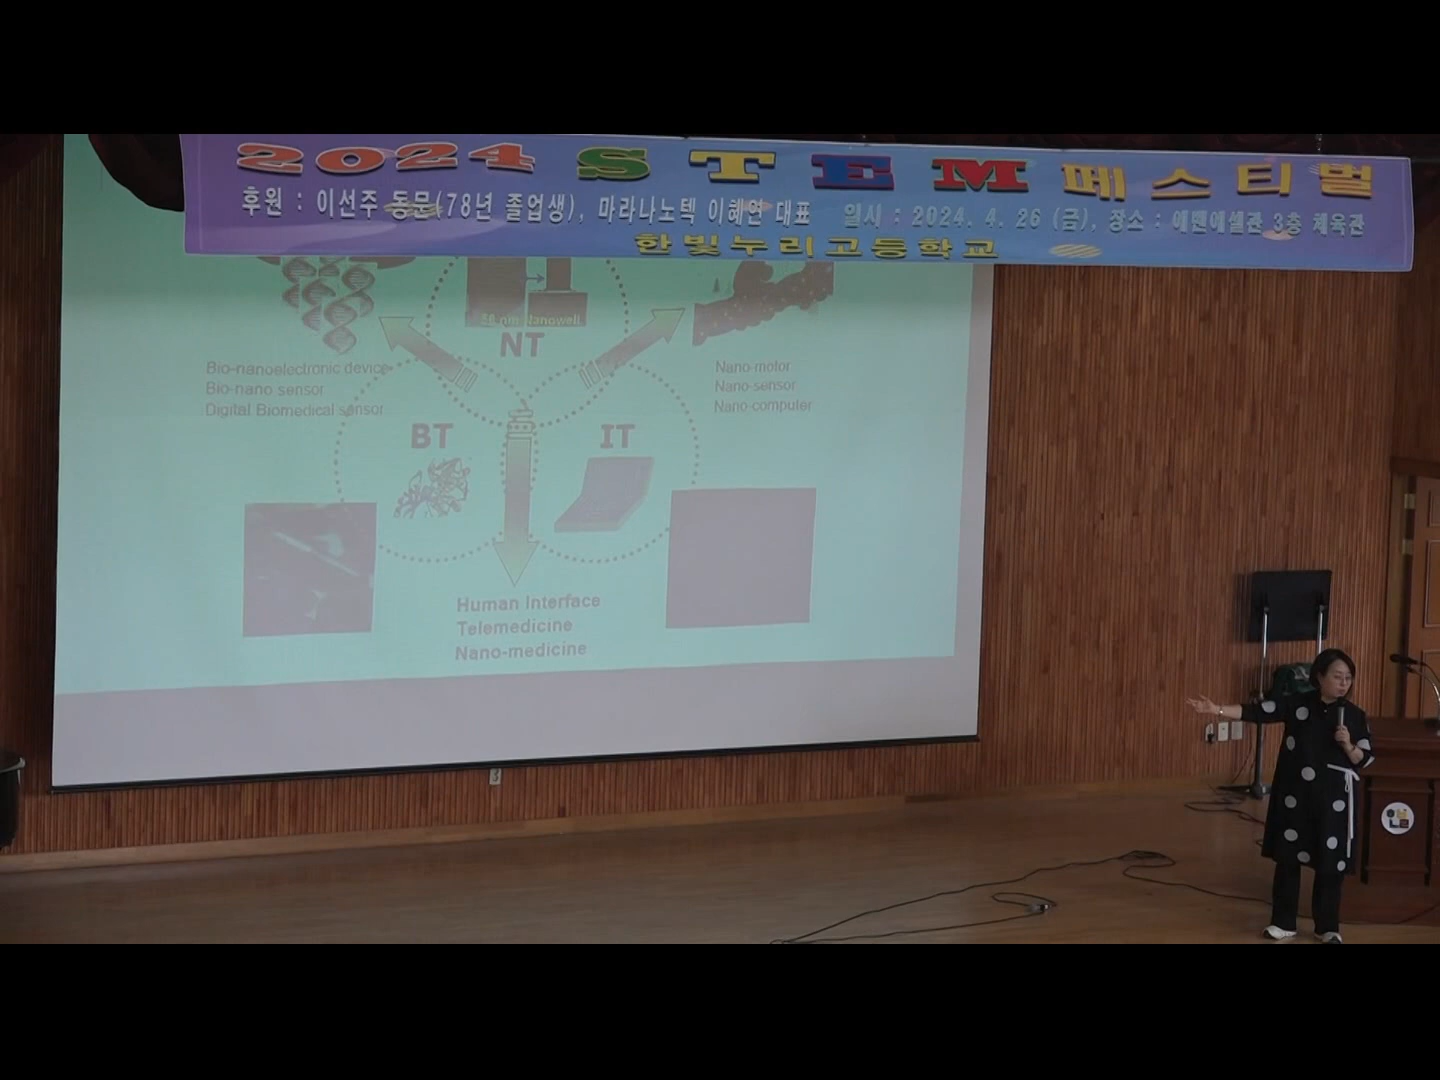 2024 STEM 페스티벌
후원 : 이선주 동문(78년 졸업생), 마라나노텍 이혜연 대표 일시 : 2024. 4. 26 (금), 장소 : 에벤에셀관 3층 체육관
한빛누리고등학교
nm Nanowell
NT
Bio-nanoelectronic device
Bio-nano sensor
Digital Biomedical sensor
Nano-motor
Nano-sensor
Nano-computer
BT
IT
Human Interface
Telemedicine
Nano-medicine